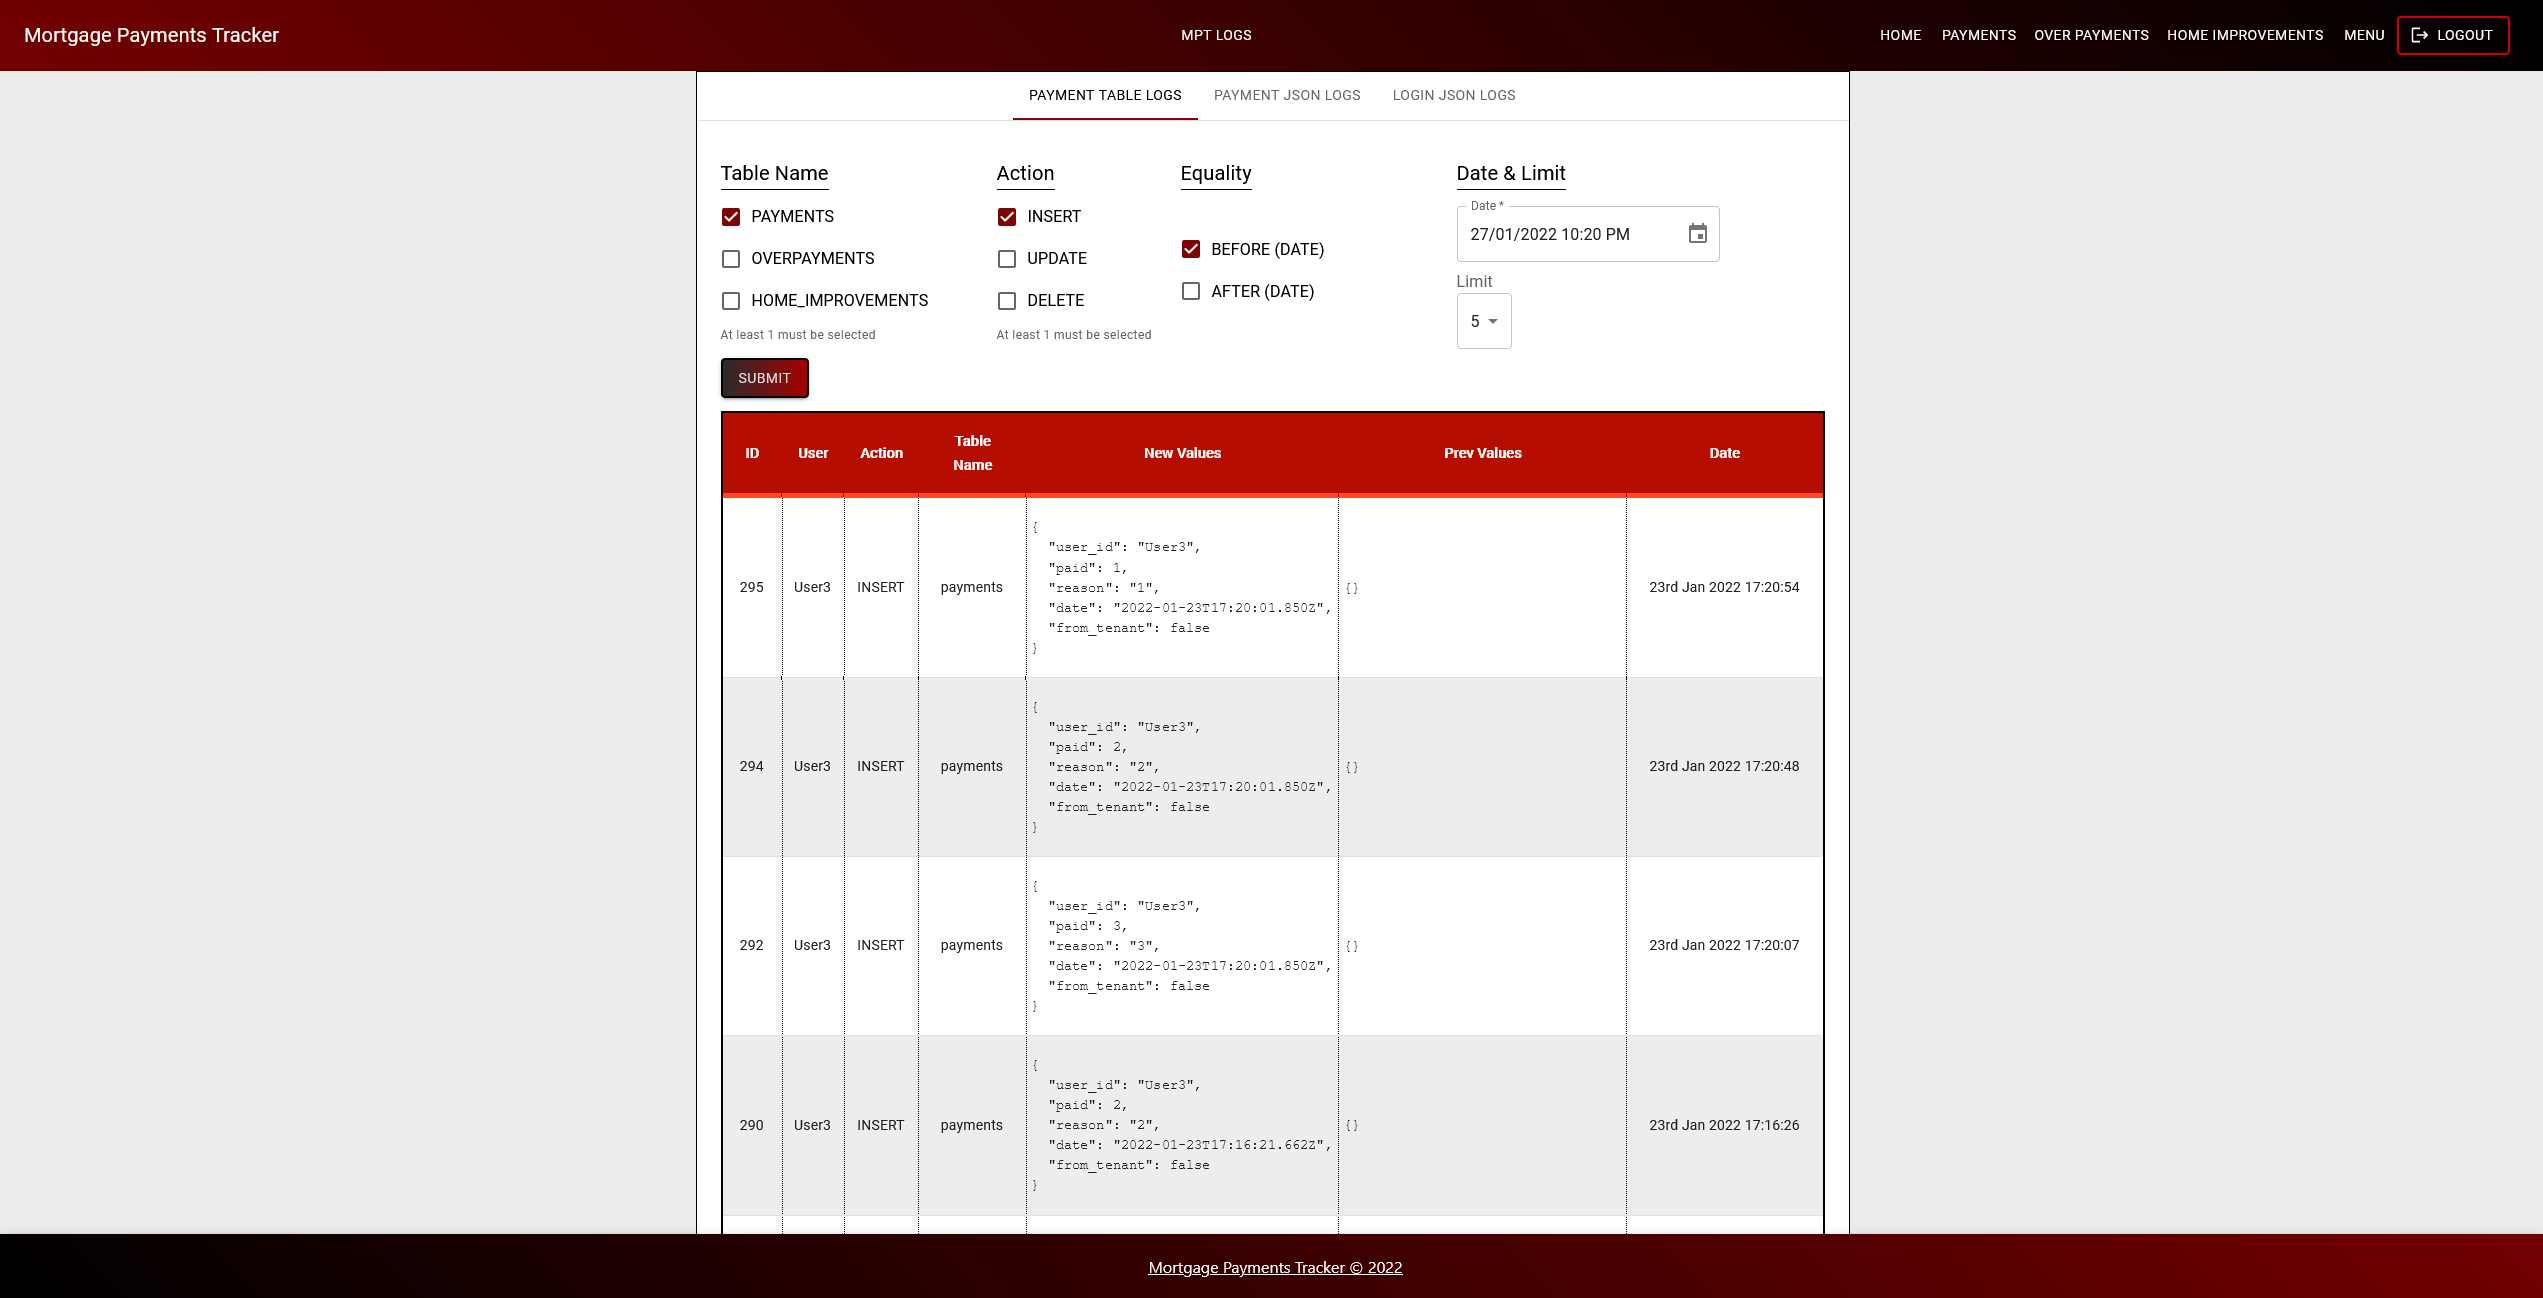 Mortgage Payments Tracker
MPT LOGS
HOME PAYMENTS OVER PAYMENTS HOME IMPROVEMENTS MENU LOGOUT
PAYMENT TABLE LOGS PAYMENT JSON LOGS LOGIN JSON LOGS
Table Name
PAYMENTS
OVERPAYMENTS
HOME_IMPROVEMENTS
At least 1 must be selected
Action
INSERT
UPDATE
DELETE
At least 1 must be selected
Equality
BEFORE (DATE)
AFTER (DATE)
Date & Limit
Date *
27/01/2022 10:20 PM
Limit
5
SUBMIT
ID User Action Table Name New Values Prev Values Date
295 User3 INSERT payments
{
"user_id": "User3",
"paid": 1,
"reason": "1",
"date": "2022-01-23T17:20:01.850Z",
"from_tenant": false
}
{}
23rd Jan 2022 17:20:54
294 User3 INSERT payments
{
"user_id": "User3",
"paid": 2,
"reason": "2",
"date": "2022-01-23T17:20:01.850Z",
"from_tenant": false
}
{}
23rd Jan 2022 17:20:48
292 User3 INSERT payments
{
"user_id": "User3",
"paid": 3,
"reason": "3",
"date": "2022-01-23T17:20:01.850Z",
"from_tenant": false
}
{}
23rd Jan 2022 17:20:07
290 User3 INSERT payments
{
"user_id": "User3",
"paid": 2,
"reason": "2",
"date": "2022-01-23T17:16:21.662Z",
"from_tenant": false
}
{}
23rd Jan 2022 17:16:26
Mortgage Payments Tracker © 2022